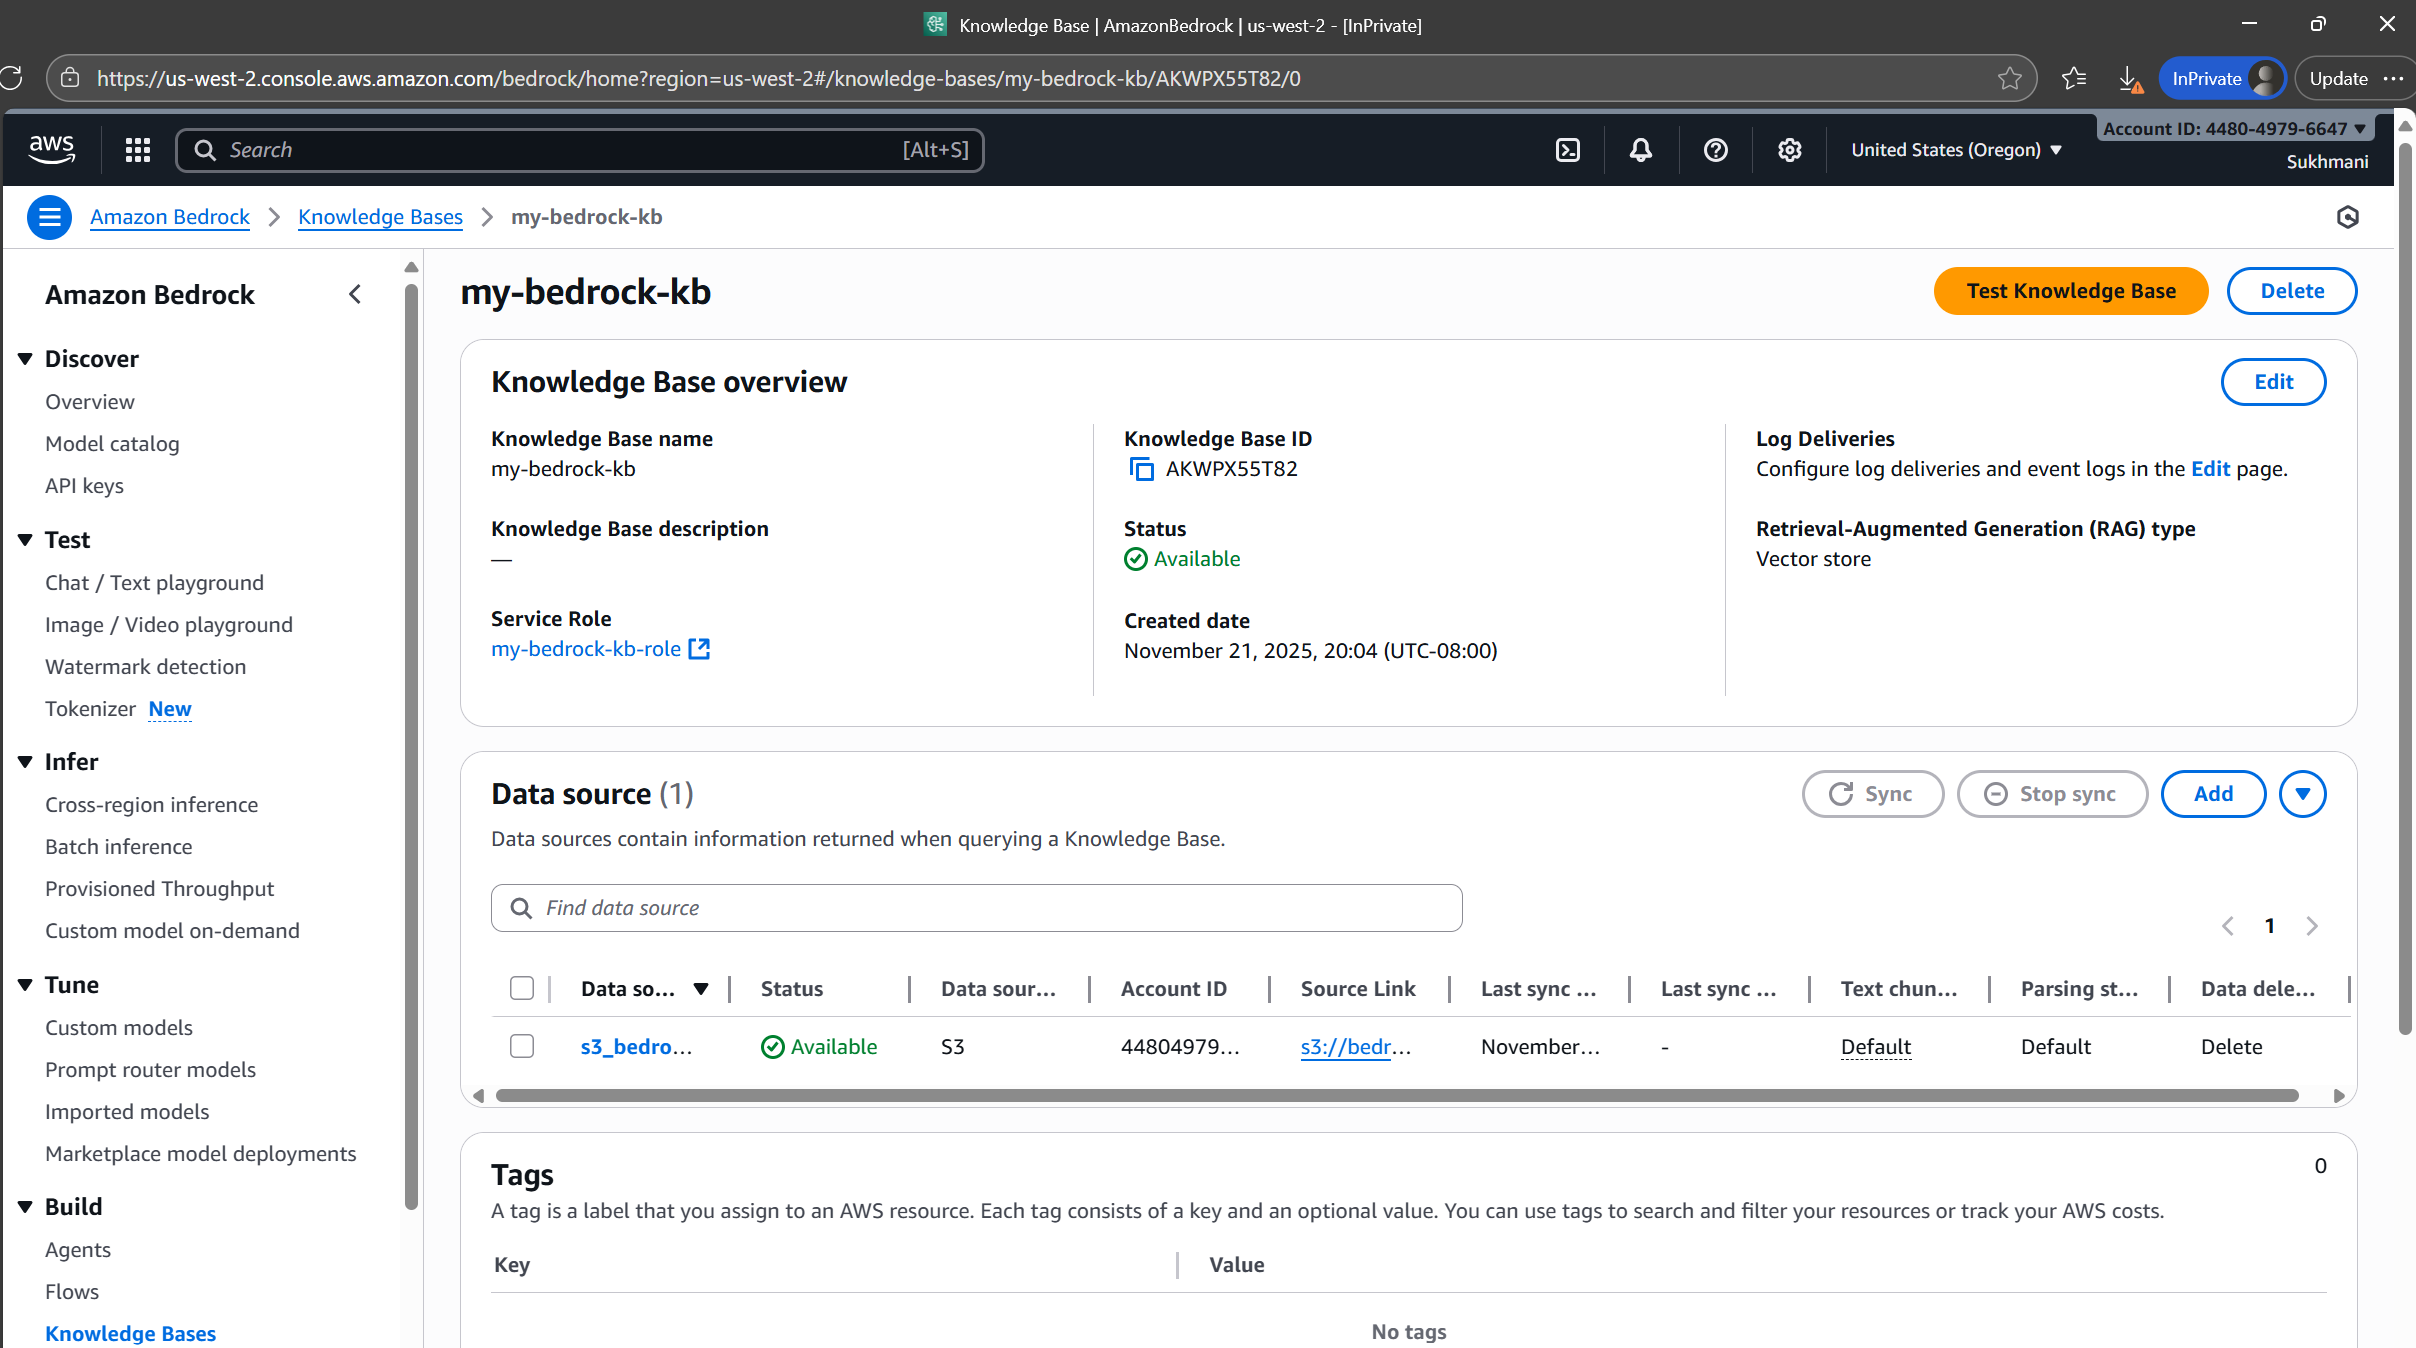 Knowledge Base | AmazonBedrock | us-west-2 - [InPrivate]
https://us-west-2.console.aws.amazon.com/bedrock/home?region=us-west-2#/knowledge-bases/my-bedrock-kb/AKWPX55T82/0
InPrivate
Update
aws
Search
[Alt+S]
United States (Oregon)
Account ID: 4480-4979-6647
Sukhmani
Amazon Bedrock
Knowledge Bases
my-bedrock-kb
Amazon Bedrock
Discover
Overview
Model catalog
API keys
Test
Chat / Text playground
Image / Video playground
Watermark detection
Tokenizer New
Infer
Cross-region inference
Batch inference
Provisioned Throughput
Custom model on-demand
Tune
Custom models
Prompt router models
Imported models
Marketplace model deployments
Build
Agents
Flows
Knowledge Bases
my-bedrock-kb
Test Knowledge Base
Delete
Knowledge Base overview
Edit
Knowledge Base name
my-bedrock-kb
Knowledge Base description
—
Service Role
my-bedrock-kb-role
Knowledge Base ID
AKWPX55T82
Status
Available
Created date
November 21, 2025, 20:04 (UTC-08:00)
Log Deliveries
Configure log deliveries and event logs in the Edit page.
Retrieval-Augmented Generation (RAG) type
Vector store
Data source (1)
Sync
Stop sync
Add
Data sources contain information returned when querying a Knowledge Base.
Find data source
1
Data so... Status Data sour... Account ID Source Link Last sync ... Last sync ... Text chun... Parsing st... Data dele...
s3_bedro... Available S3 44804979... s3://bedr... November... - Default Default Delete
Tags
0
A tag is a label that you assign to an AWS resource. Each tag consists of a key and an optional value. You can use tags to search and filter your resources or track your AWS costs.
Key Value
No tags